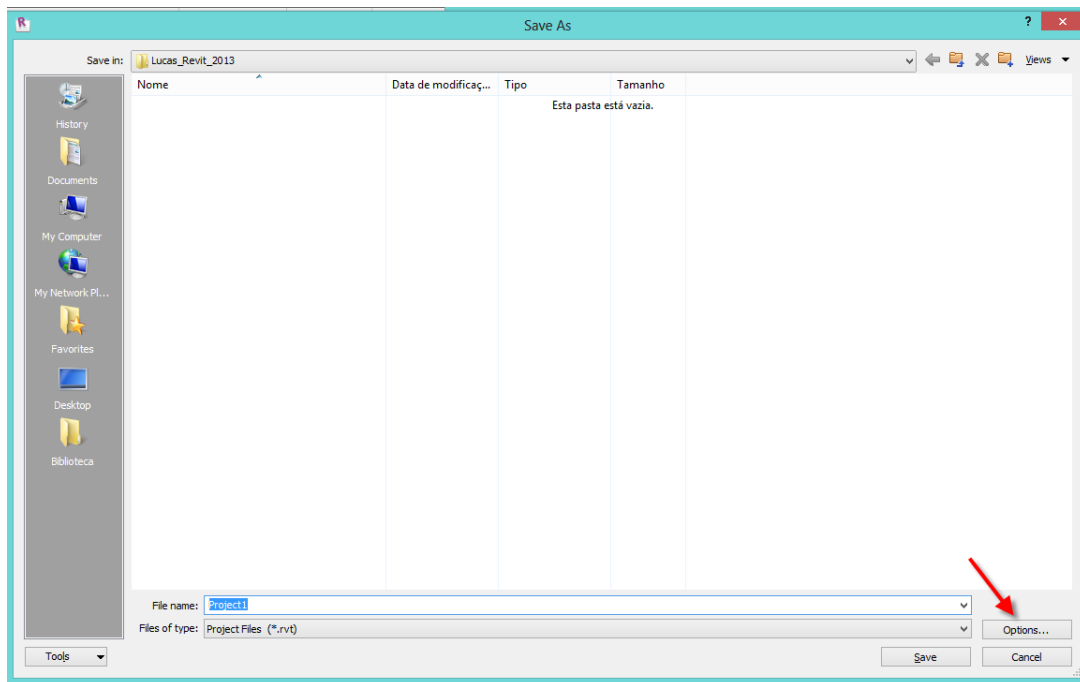 Save As
?
Save in: Lucas_Revit_2013 Views
Nome Data de modificaç... Tipo Tamanho
Esta pasta está vazia.
History
Documents
My Computer
My Network Pl...
Favorites
Desktop
Biblioteca
File name: Project1
Files of type: Project Files (*.rvt) Options...
Tools Save Cancel